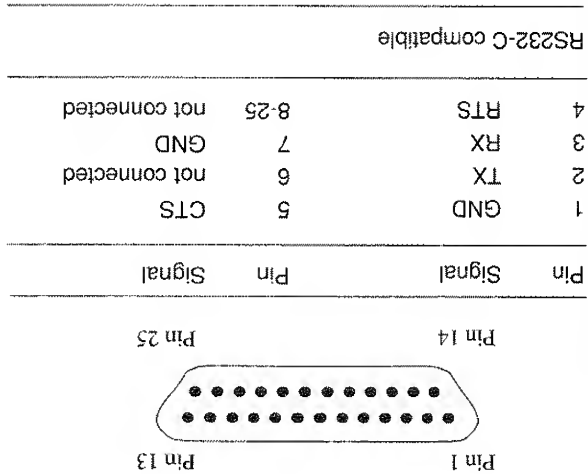 Pin 1 Pin 13
Pin 14 Pin 25
Pin Signal Pin Signal
1 GND 5 CTS
2 TX 6 not connected
3 RX 7 GND
4 RTS 8-25 not connected
RS232-C compatible